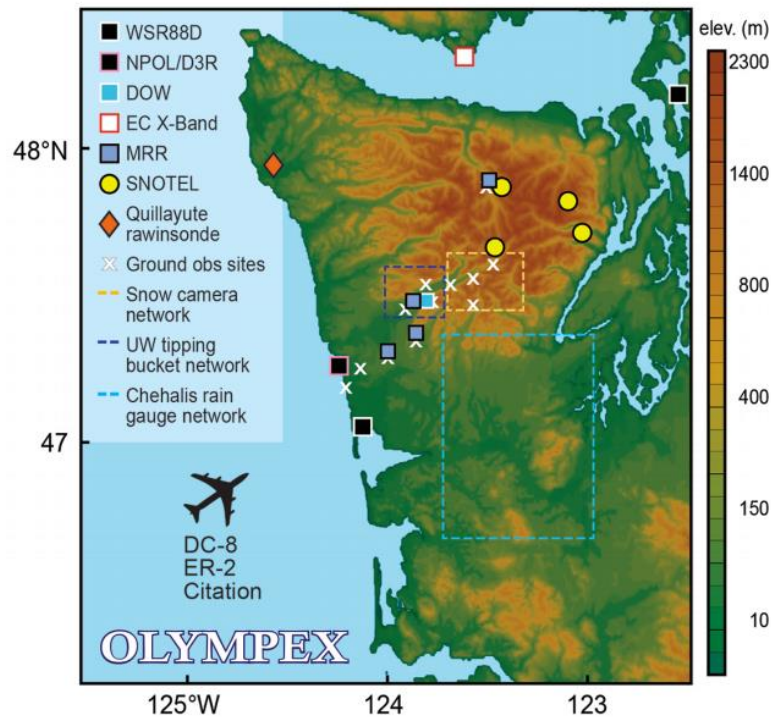 WSR88D
NPOL/D3R
DOW
EC X-Band
MRR
SNOTEL
Quillayute
rawinsonde
Ground obs sites
Snow camera
network
UW tipping
bucket network
Chehalis rain
gauge network
DC-8
ER-2
Citation
OLYMPEX
48°N
47
125°W
124
123
elev. (m)
2300
1400
800
400
150
10